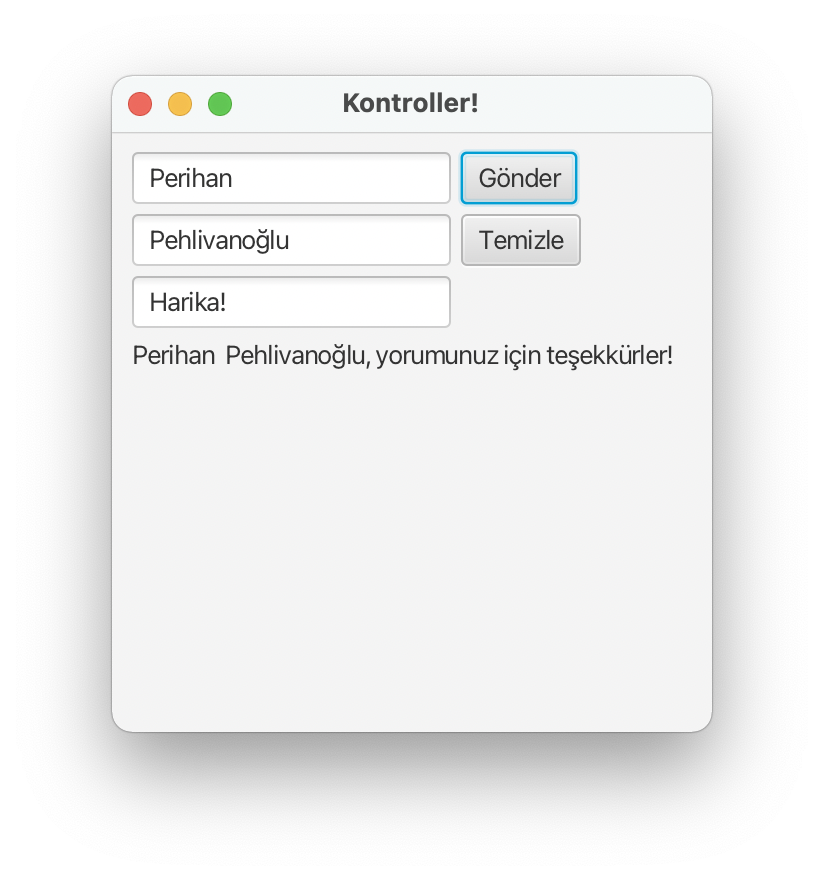 Kontroller!
Perihan Gönder
Pehlivanoğlu Temizle
Harika!
Perihan  Pehlivanoğlu, yorumunuz için teşekkürler!